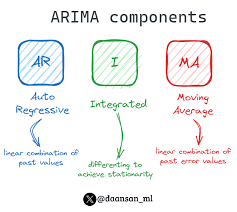 ARIMA components
AR
I
MA
Auto
Regressive
Integrated
Moving
Average
linear combination of
past values
differenting to
achieve stationarity
linear combination of
past error values
@daansan_ml